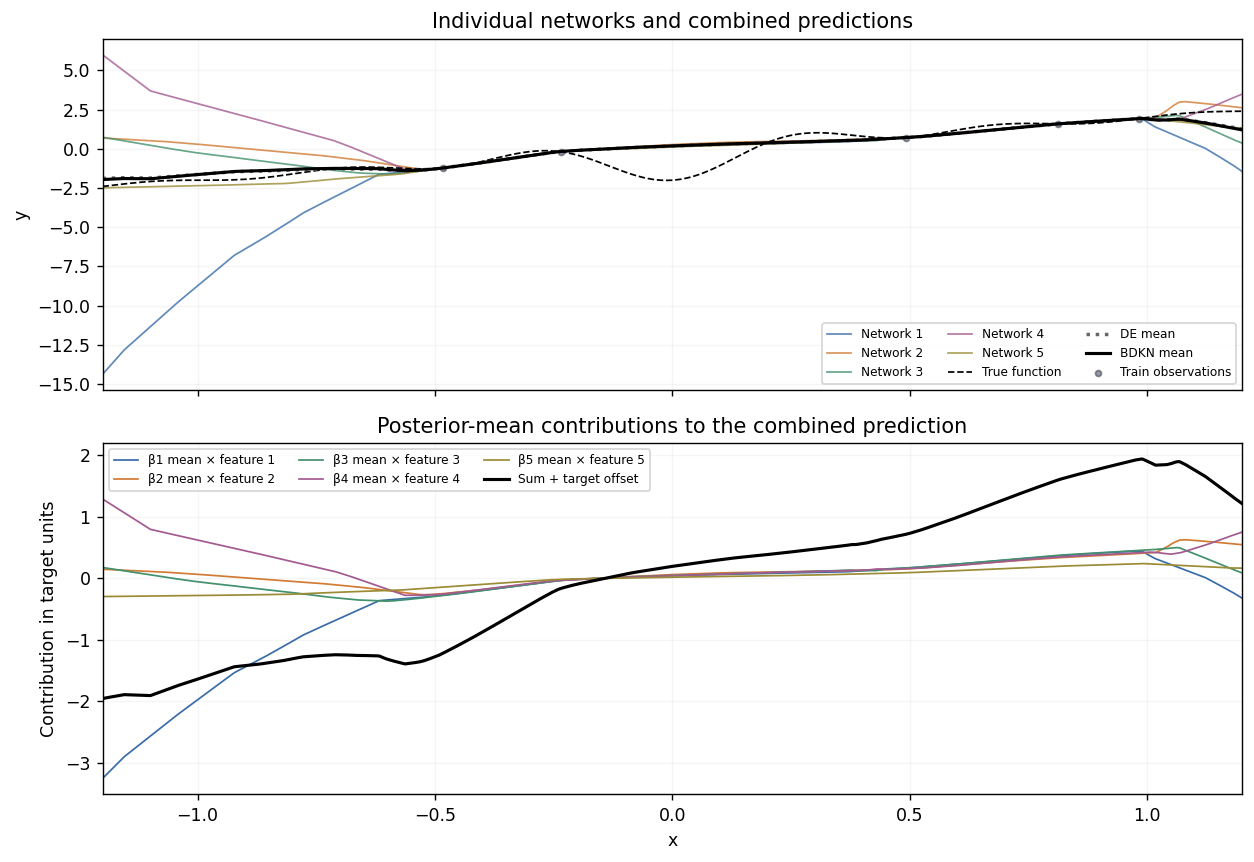 Individual networks and combined predictions
5.0
2.5
0.0
−2.5
−5.0
−7.5
−10.0
−12.5
−15.0
y
Network 1
Network 2
Network 3
Network 4
Network 5
True function
DE mean
BDKN mean
Train observations
Posterior-mean contributions to the combined prediction
β1 mean × feature 1
β2 mean × feature 2
β3 mean × feature 3
β4 mean × feature 4
β5 mean × feature 5
Sum + target offset
2
1
0
−1
−2
−3
Contribution in target units
−1.0
−0.5
0.0
0.5
1.0
x